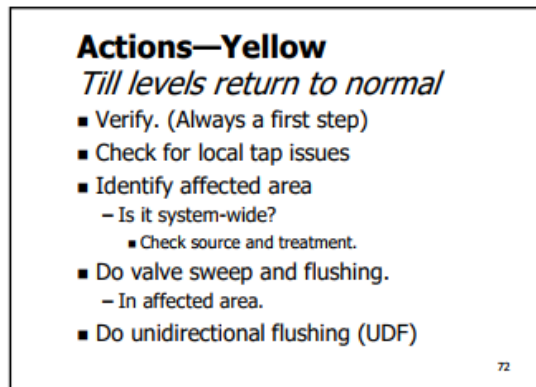 Actions—Yellow
Till levels return to normal
▪ Verify. (Always a first step)
▪ Check for local tap issues
▪ Identify affected area
– Is it system-wide?
▪ Check source and treatment.
▪ Do valve sweep and flushing.
– In affected area.
▪ Do unidirectional flushing (UDF)
72